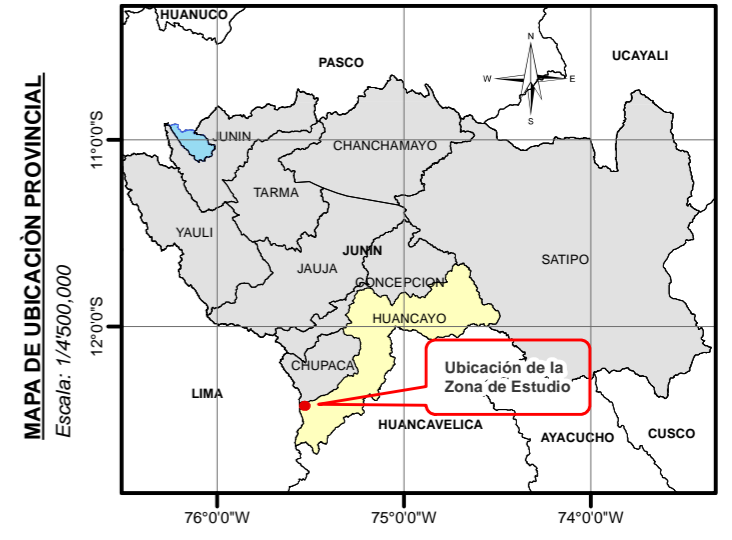 MAPA DE UBICACIÒN PROVINCIAL
Escala: 1/4'500,000
HUANUCO
PASCO
UCAYALI
N
W
E
S
11°0'0"S
JUNIN
CHANCHAMAYO
TARMA
YAULI
JUNIN
SATIPO
JAUJA
CONCEPCION
12°0'0"S
HUANCAYO
CHUPACA
Ubicación de la
Zona de Estudio
LIMA
HUANCAVELICA
AYACUCHO
CUSCO
76°0'0"W
75°0'0"W
74°0'0"W